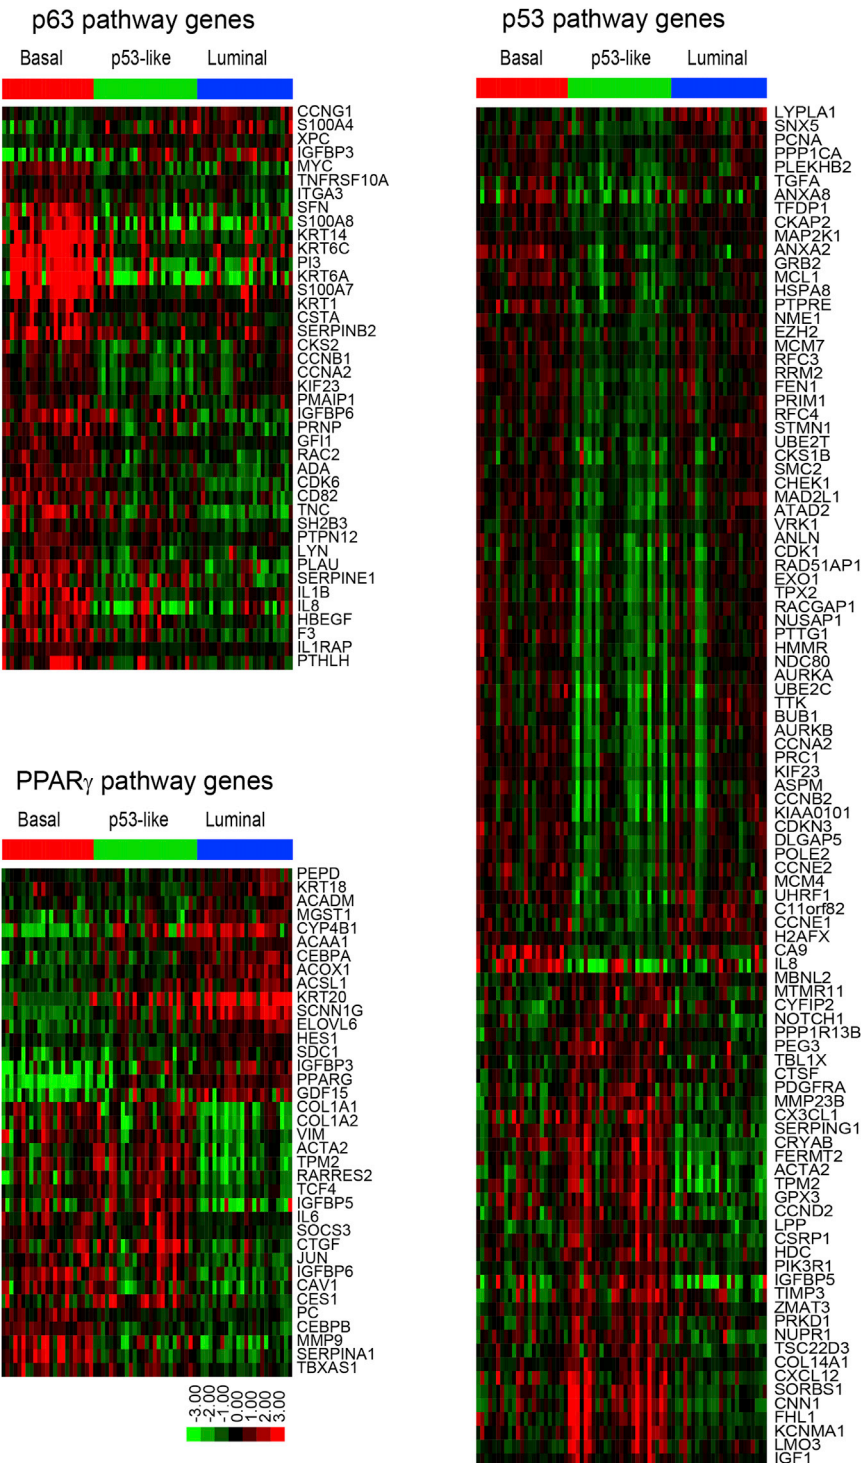 p63 pathway genes
Basal p53-like Luminal
CCNG1
S100A4
XPC
IGFBP3
MYC
TNFRSF10A
ITGA3
SFN
S100A8
KRT14
KRT6C
PI3
KRT6A
S100A7
KRT1
CSTA
SERPINB2
CKS2
CCNB1
CCNA2
KIF23
PMAIP1
IGFBP6
PRNP
GFI1
RAC2
ADA
CDK6
CD82
TNC
SH2B3
PTPN12
LYN
PLAU
SERPINE1
IL1B
IL8
HBEGF
F3
IL1RAP
PTHLH
PPARγ pathway genes
Basal p53-like Luminal
PEPD
KRT18
ACADM
MGST1
CYP4B1
ACAA1
CEBPA
ACOX1
ACSL1
KRT20
SCNN1G
ELOVL6
HES1
SDC1
IGFBP3
PPARG
GDF15
COL1A1
COL1A2
VIM
ACTA2
TPM2
RARRES2
TCF4
IGFBP5
IL6
SOCS3
CTGF
JUN
IGFBP6
CAV1
CES1
PC
CEBPB
MMP9
SERPINA1
TBXAS1
-3.00
-2.00
-1.00
0.00
1.00
2.00
3.00
p53 pathway genes
Basal p53-like Luminal
LYPLA1
SNX5
PCNA
PPP1CA
PLEKHB2
TGFA
ANXA8
TFDP1
CKAP2
MAP2K1
ANXA2
GRB2
MCL1
HSPA8
PTPRE
NME1
EZH2
MCM7
RFC3
RRM2
FEN1
PRIM1
RFC4
STMN1
UBE2T
CKS1B
SMC2
CHEK1
MAD2L1
ATAD2
VRK1
ANLN
CDK1
RAD51AP1
EXO1
TPX2
RACGAP1
NUSAP1
PTTG1
HMMR
NDC80
AURKA
UBE2C
TTK
BUB1
AURKB
CCNA2
PRC1
KIF23
ASPM
CCNB2
KIAA0101
CDKN3
DLGAP5
POLE2
CCNE2
MCM4
UHRF1
C11orf82
CCNE1
H2AFX
CA9
IL8
MBNL2
MTMR11
CYFIP2
NOTCH1
PPP1R13B
PEG3
TBL1X
CTSF
PDGFRA
MMP23B
CX3CL1
SERPING1
CRYAB
FERMT2
ACTA2
TPM2
GPX3
CCND2
LPP
CSRP1
HDC
PIK3R1
IGFBP5
TIMP3
ZMAT3
PRKD1
NUPR1
TSC22D3
COL14A1
CXCL12
SORBS1
CNN1
FHL1
KCNMA1
LMO3
IGF1